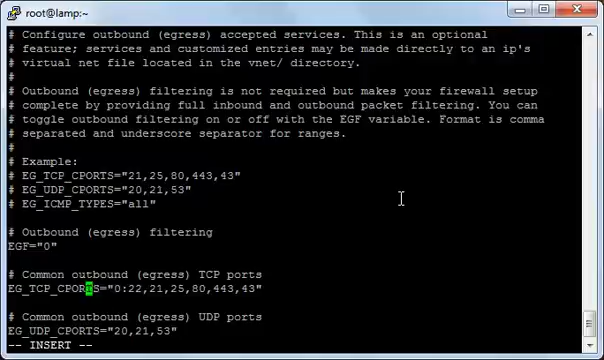 root@lamp:~
# Configure outbound (egress) accepted services. This is an optional
# feature; services and customized entries may be made directly to an ip's
# virtual net file located in the vnet/ directory.
#
# Outbound (egress) filtering is not required but makes your firewall setup
# complete by providing full inbound and outbound packet filtering. You can
# toggle outbound filtering on or off with the EGF variable. Format is comma
# separated and underscore separator for ranges.
#
# Example:
# EG_TCP_CPORTS="21,25,80,443,43"
# EG_UDP_CPORTS="20,21,53"
# EG_ICMP_TYPES="all"
# Outbound (egress) filtering
EGF="0"
# Common outbound (egress) TCP ports
EG_TCP_CPORTS="0:22,21,25,80,443,43"
# Common outbound (egress) UDP ports
EG_UDP_CPORTS="20,21,53"
-- INSERT --